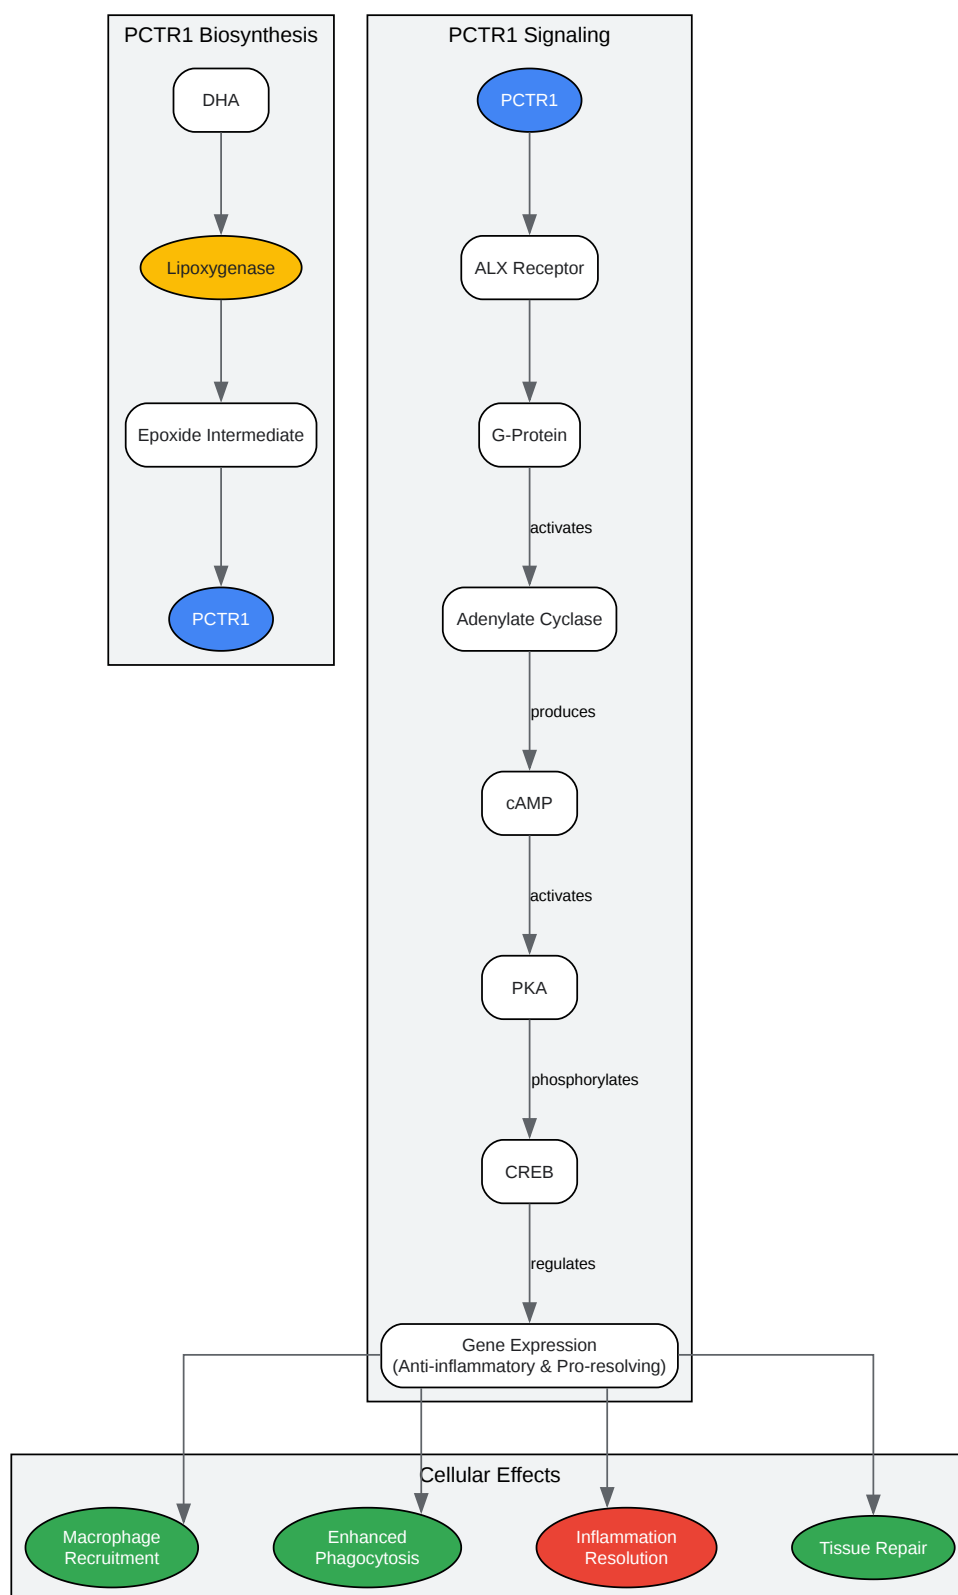 PCTR1 Biosynthesis
DHA
Lipoxygenase
Epoxide Intermediate
PCTR1
PCTR1 Signaling
PCTR1
ALX Receptor
G-Protein
activates
Adenylate Cyclase
produces
cAMP
activates
PKA
phosphorylates
CREB
regulates
Gene Expression
(Anti-inflammatory & Pro-resolving)
Cellular Effects
Macrophage
Recruitment
Enhanced
Phagocytosis
Inflammation
Resolution
Tissue Repair